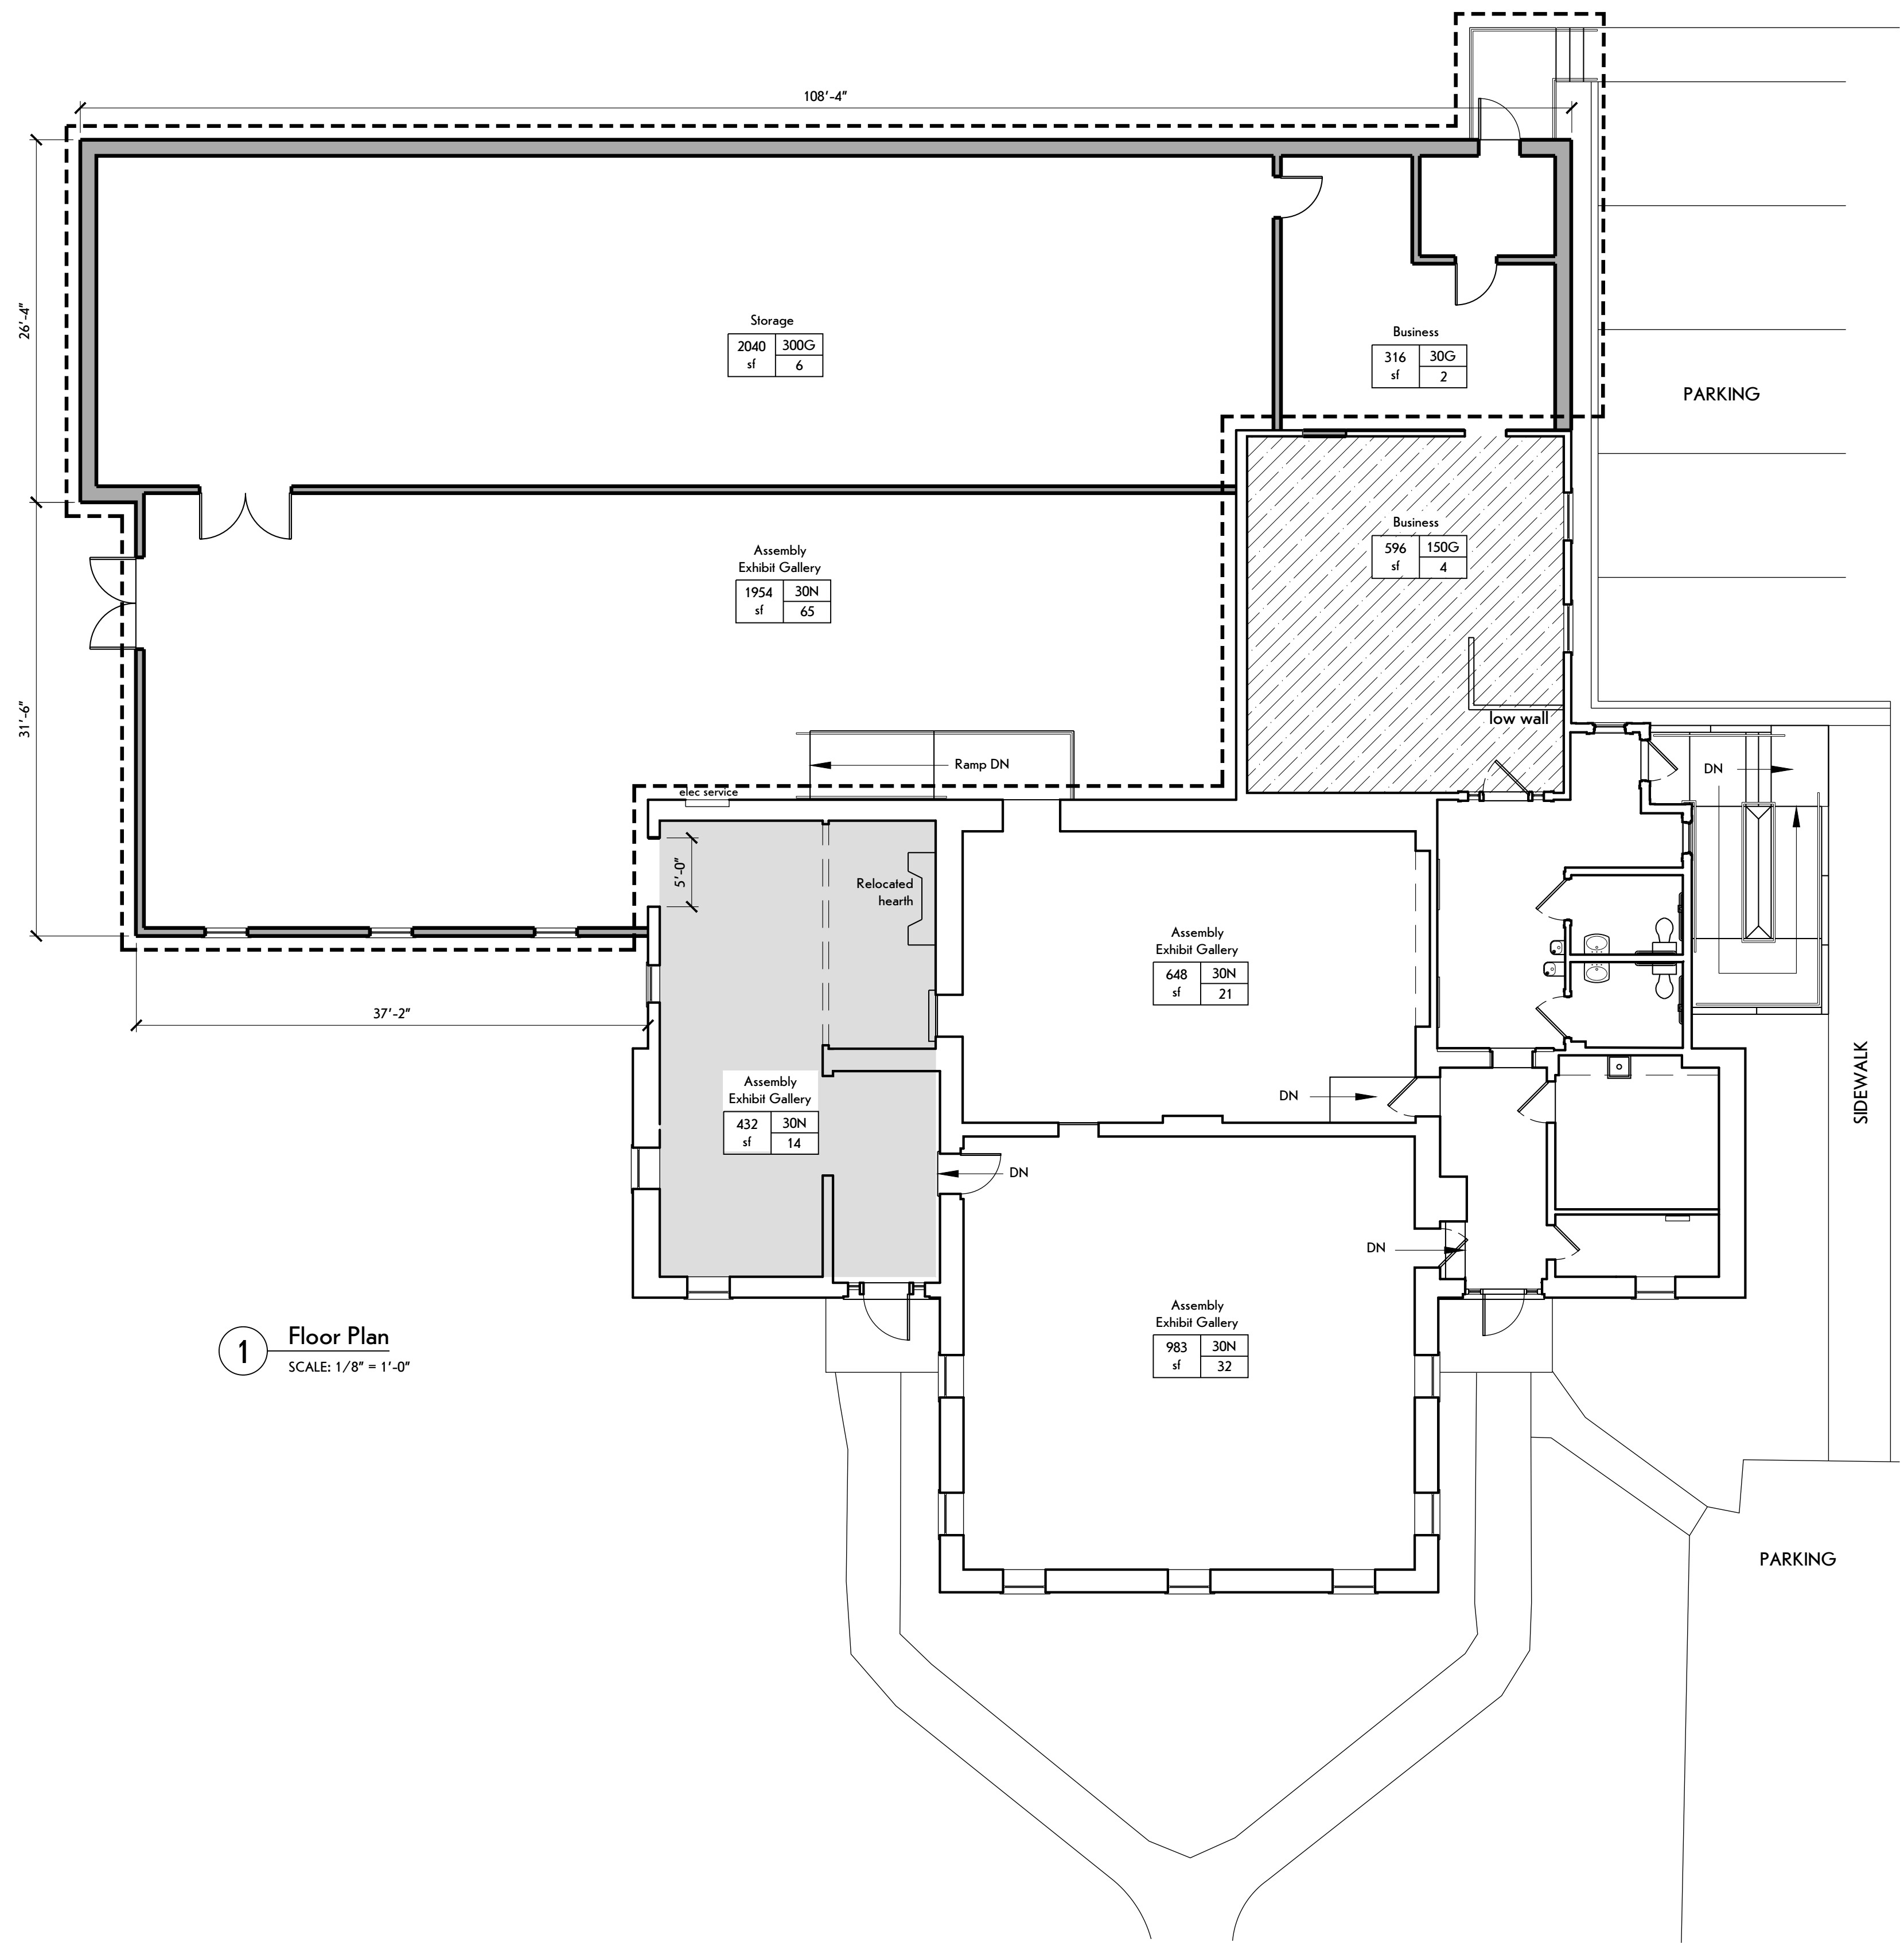 108'-4"
26'-4"
Storage
2040 300G
sf 6
Business
316 30G
sf 2
PARKING
Business
596 150G
sf 4
Assembly
Exhibit Gallery
1954 30N
sf 65
31'-6"
low wall
Ramp DN
DN
elec service
5'-0"
Relocated
hearth
Assembly
Exhibit Gallery
648 30N
sf 21
37'-2"
SIDEWALK
Assembly
Exhibit Gallery
432 30N
sf 14
DN
DN
DN
Assembly
Exhibit Gallery
983 30N
sf 32
1 Floor Plan
SCALE: 1/8" = 1'-0"
PARKING